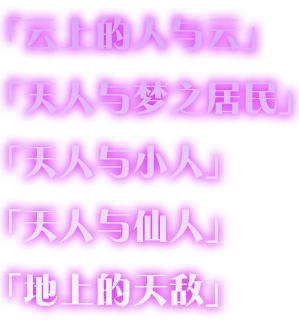 「云上的人与云」
「天人与梦之居民」
「天人与小人」
「天人与仙人」
「地上的天敌」